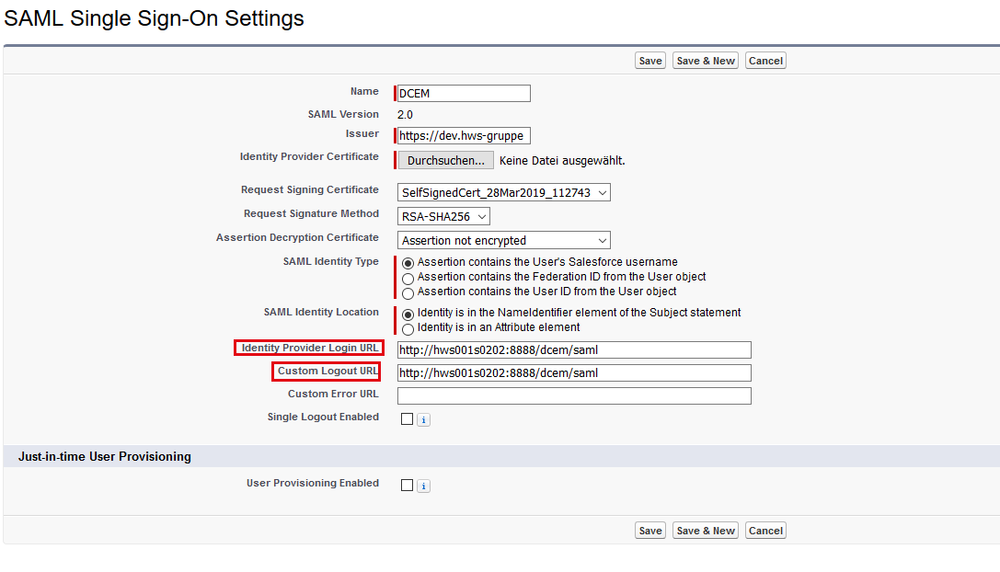 SAML Single Sign-On Settings
Save Save & New Cancel
Name DCEM
SAML Version 2.0
Issuer https://dev.hws-gruppe
Identity Provider Certificate Durchsuchen... Keine Datei ausgewählt.
Request Signing Certificate SelfSignedCert_28Mar2019_112743
Request Signature Method RSA-SHA256
Assertion Decryption Certificate Assertion not encrypted
SAML Identity Type Assertion contains the User's Salesforce username
Assertion contains the Federation ID from the User object
Assertion contains the User ID from the User object
SAML Identity Location Identity is in the NameIdentifier element of the Subject statement
Identity is in an Attribute element
Identity Provider Login URL http://hws001s0202:8888/dcem/saml
Custom Logout URL http://hws001s0202:8888/dcem/saml
Custom Error URL
Single Logout Enabled i
Just-in-time User Provisioning
User Provisioning Enabled i
Save Save & New Cancel